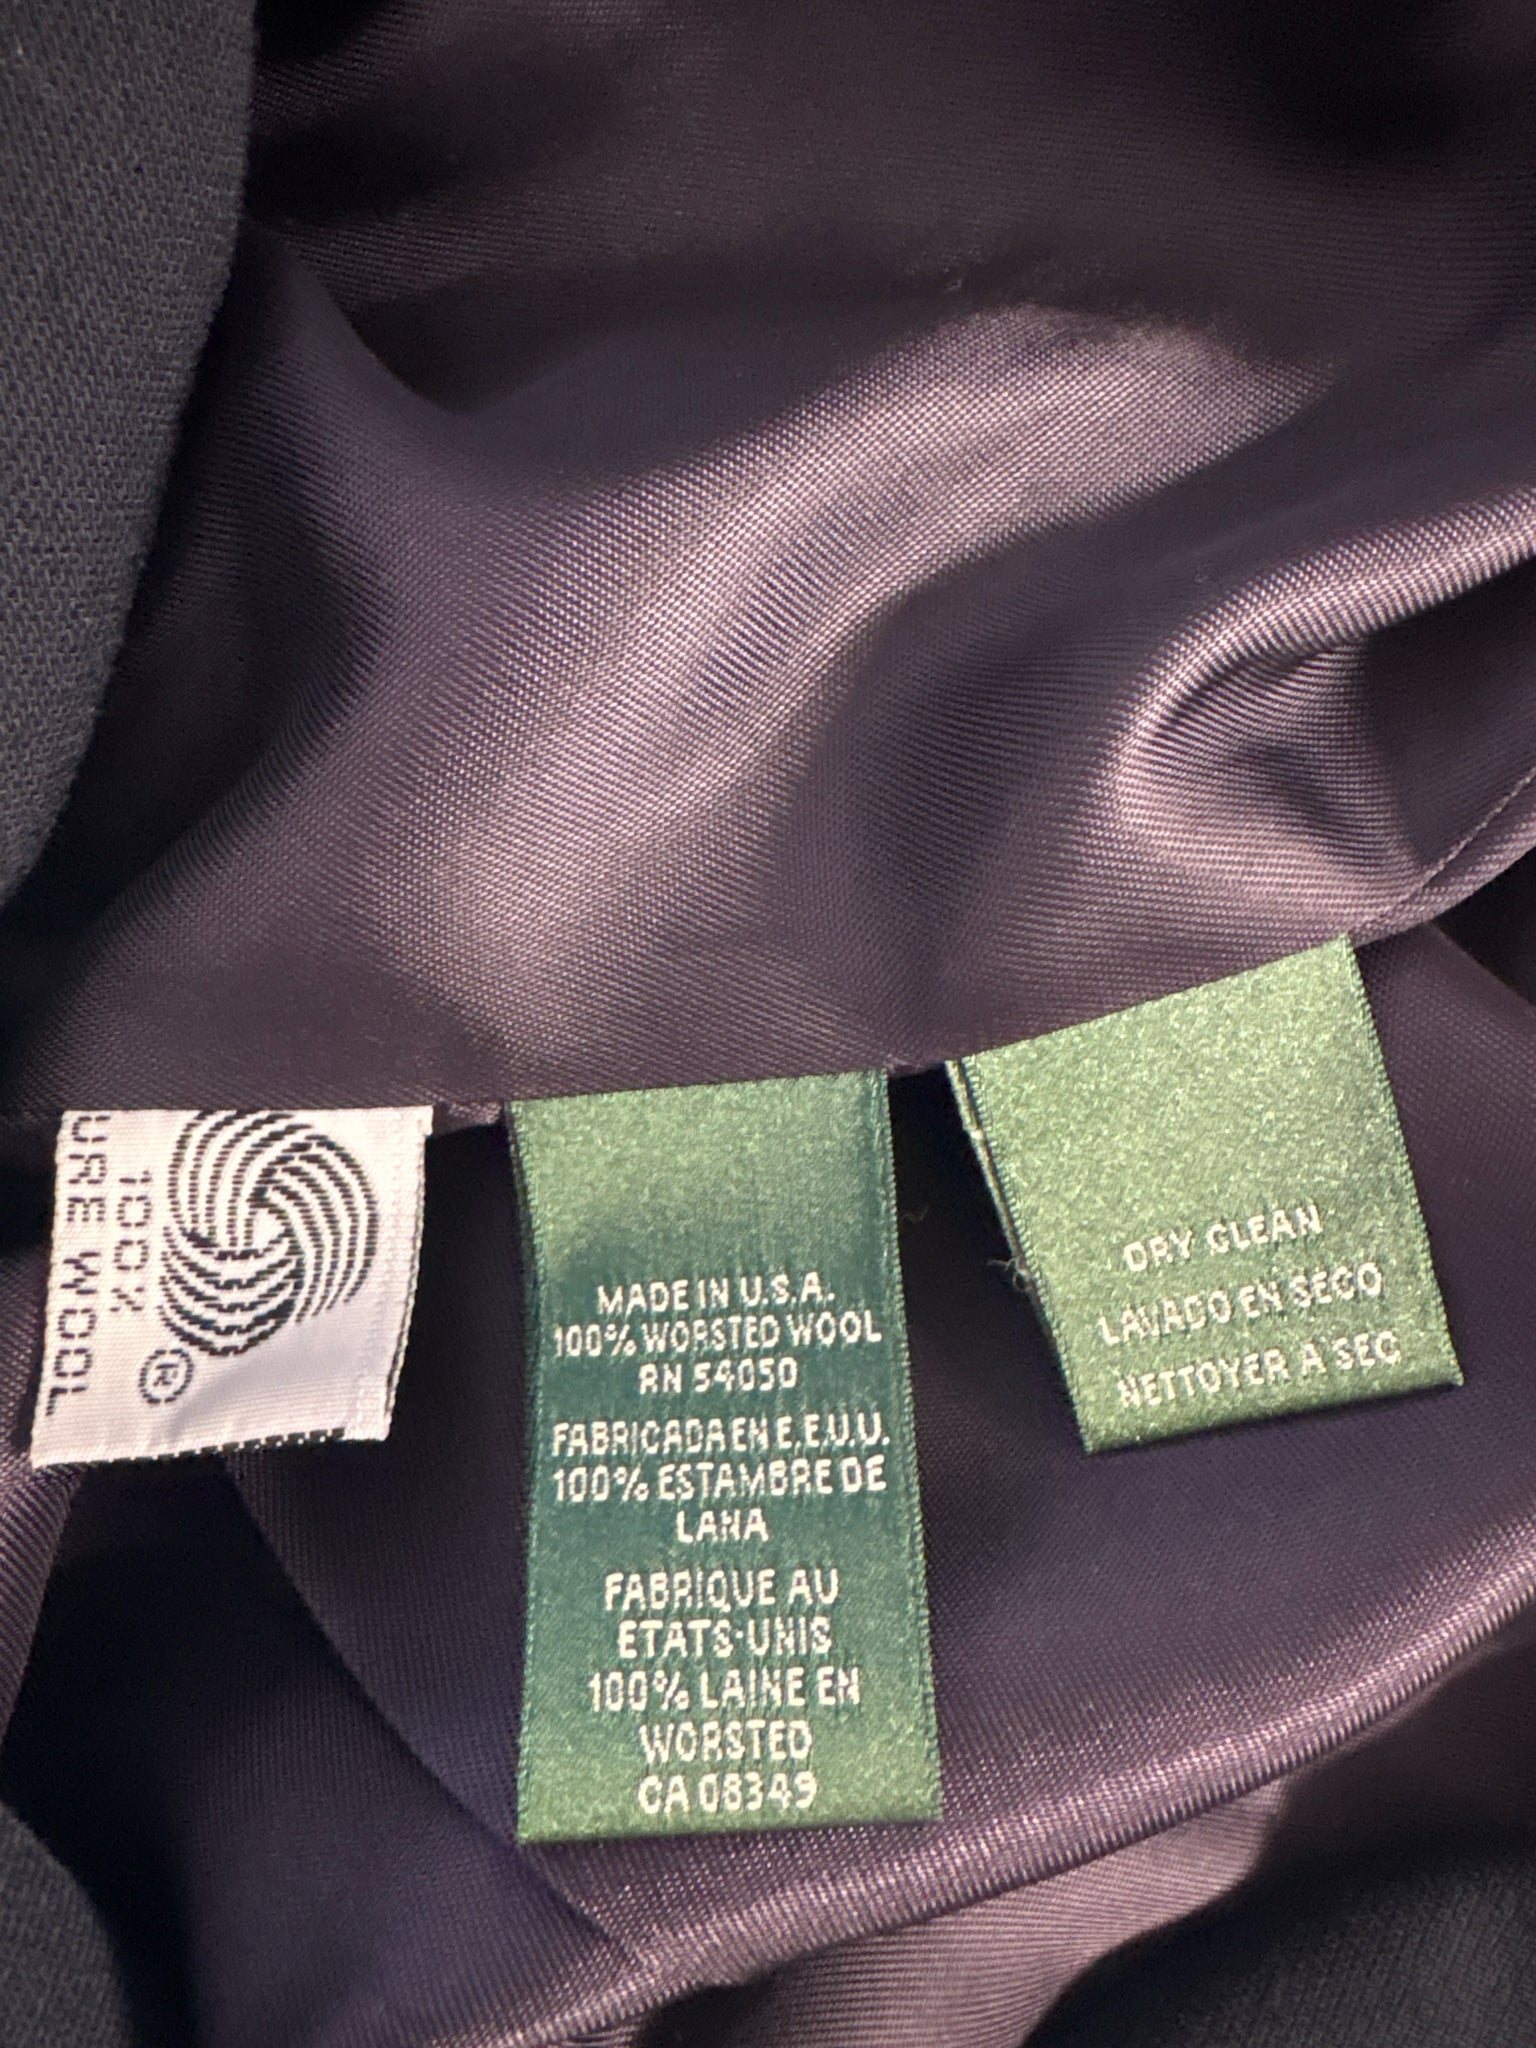 URE WOOL
100%
®
MADE IN U.S.A.
100% WORSTED WOOL
RN 54050
FABRICADA EN E.E.U.U.
100% ESTAMBRE DE
LANA
FABRIQUE AU
ETATS-UNIS
100% LAINE EN
WORSTED
CA 08349
DRY CLEAN
LAVADO EN SECO
NETTOYER A SEC